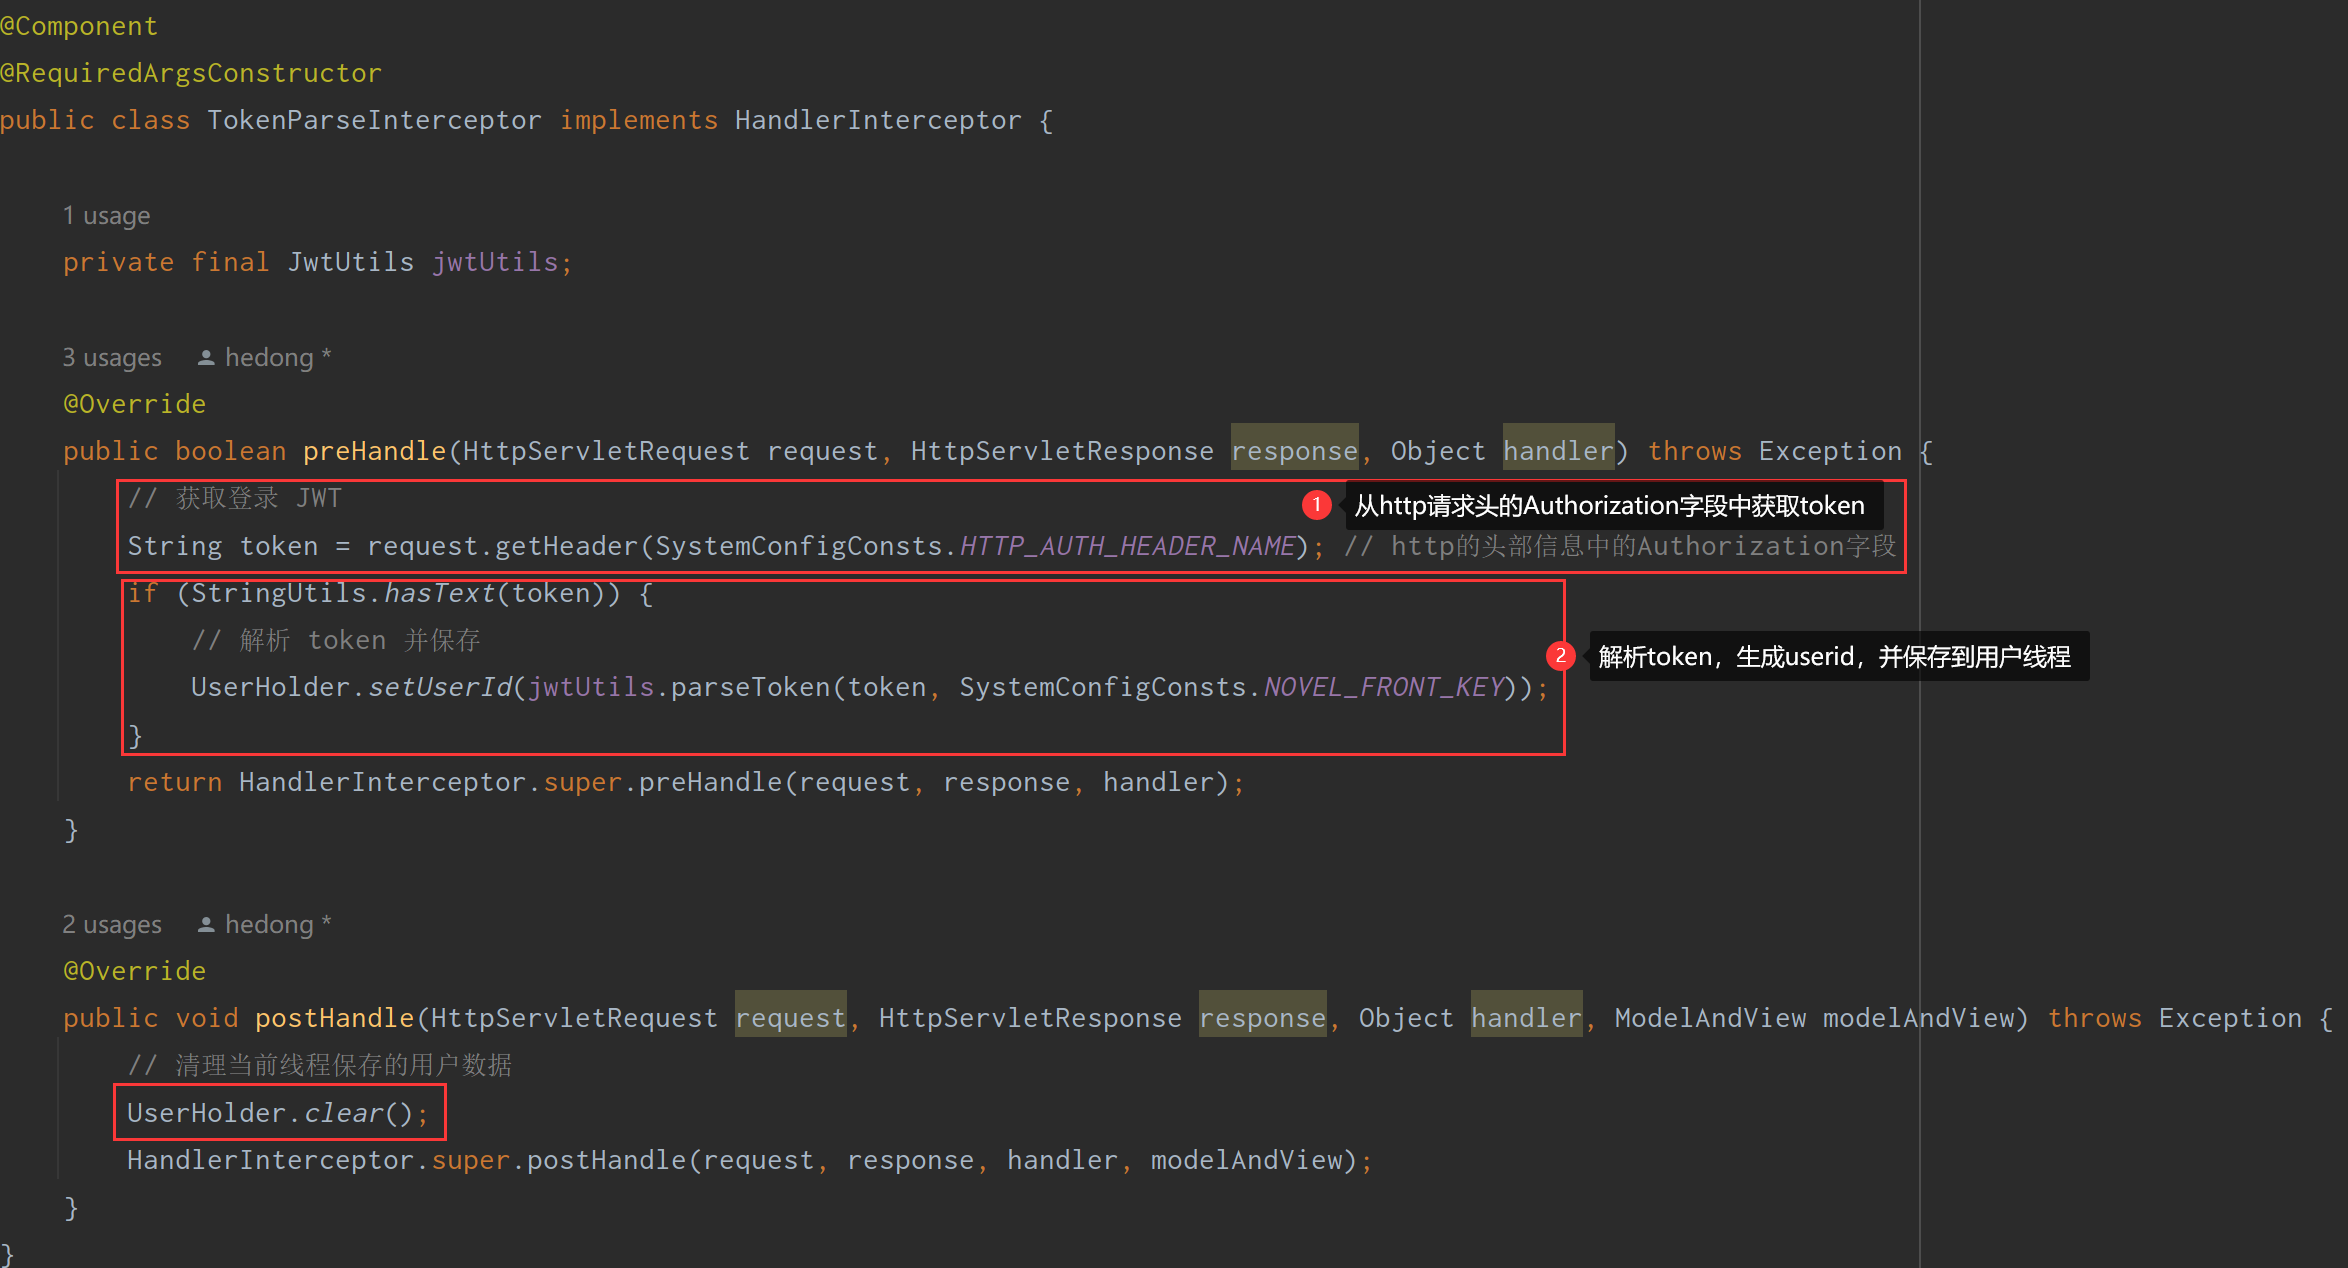 @Component
@RequiredArgsConstructor
public class TokenParseInterceptor implements HandlerInterceptor {
1 usage
private final JwtUtils jwtUtils;
3 usages hedong *
@Override
public boolean preHandle(HttpServletRequest request, HttpServletResponse response, Object handler) throws Exception {
// 获取登录 JWT
1 从http请求头的Authorization字段中获取token
String token = request.getHeader(SystemConfigConsts.HTTP_AUTH_HEADER_NAME); // http的头部信息中的Authorization字段
if (StringUtils.hasText(token)) {
// 解析 token 并保存
2 解析token，生成userid，并保存到用户线程
UserHolder.setUserId(jwtUtils.parseToken(token, SystemConfigConsts.NOVEL_FRONT_KEY));
}
return HandlerInterceptor.super.preHandle(request, response, handler);
}
2 usages hedong *
@Override
public void postHandle(HttpServletRequest request, HttpServletResponse response, Object handler, ModelAndView modelAndView) throws Exception {
// 清理当前线程保存的用户数据
UserHolder.clear();
HandlerInterceptor.super.postHandle(request, response, handler, modelAndView);
}
}